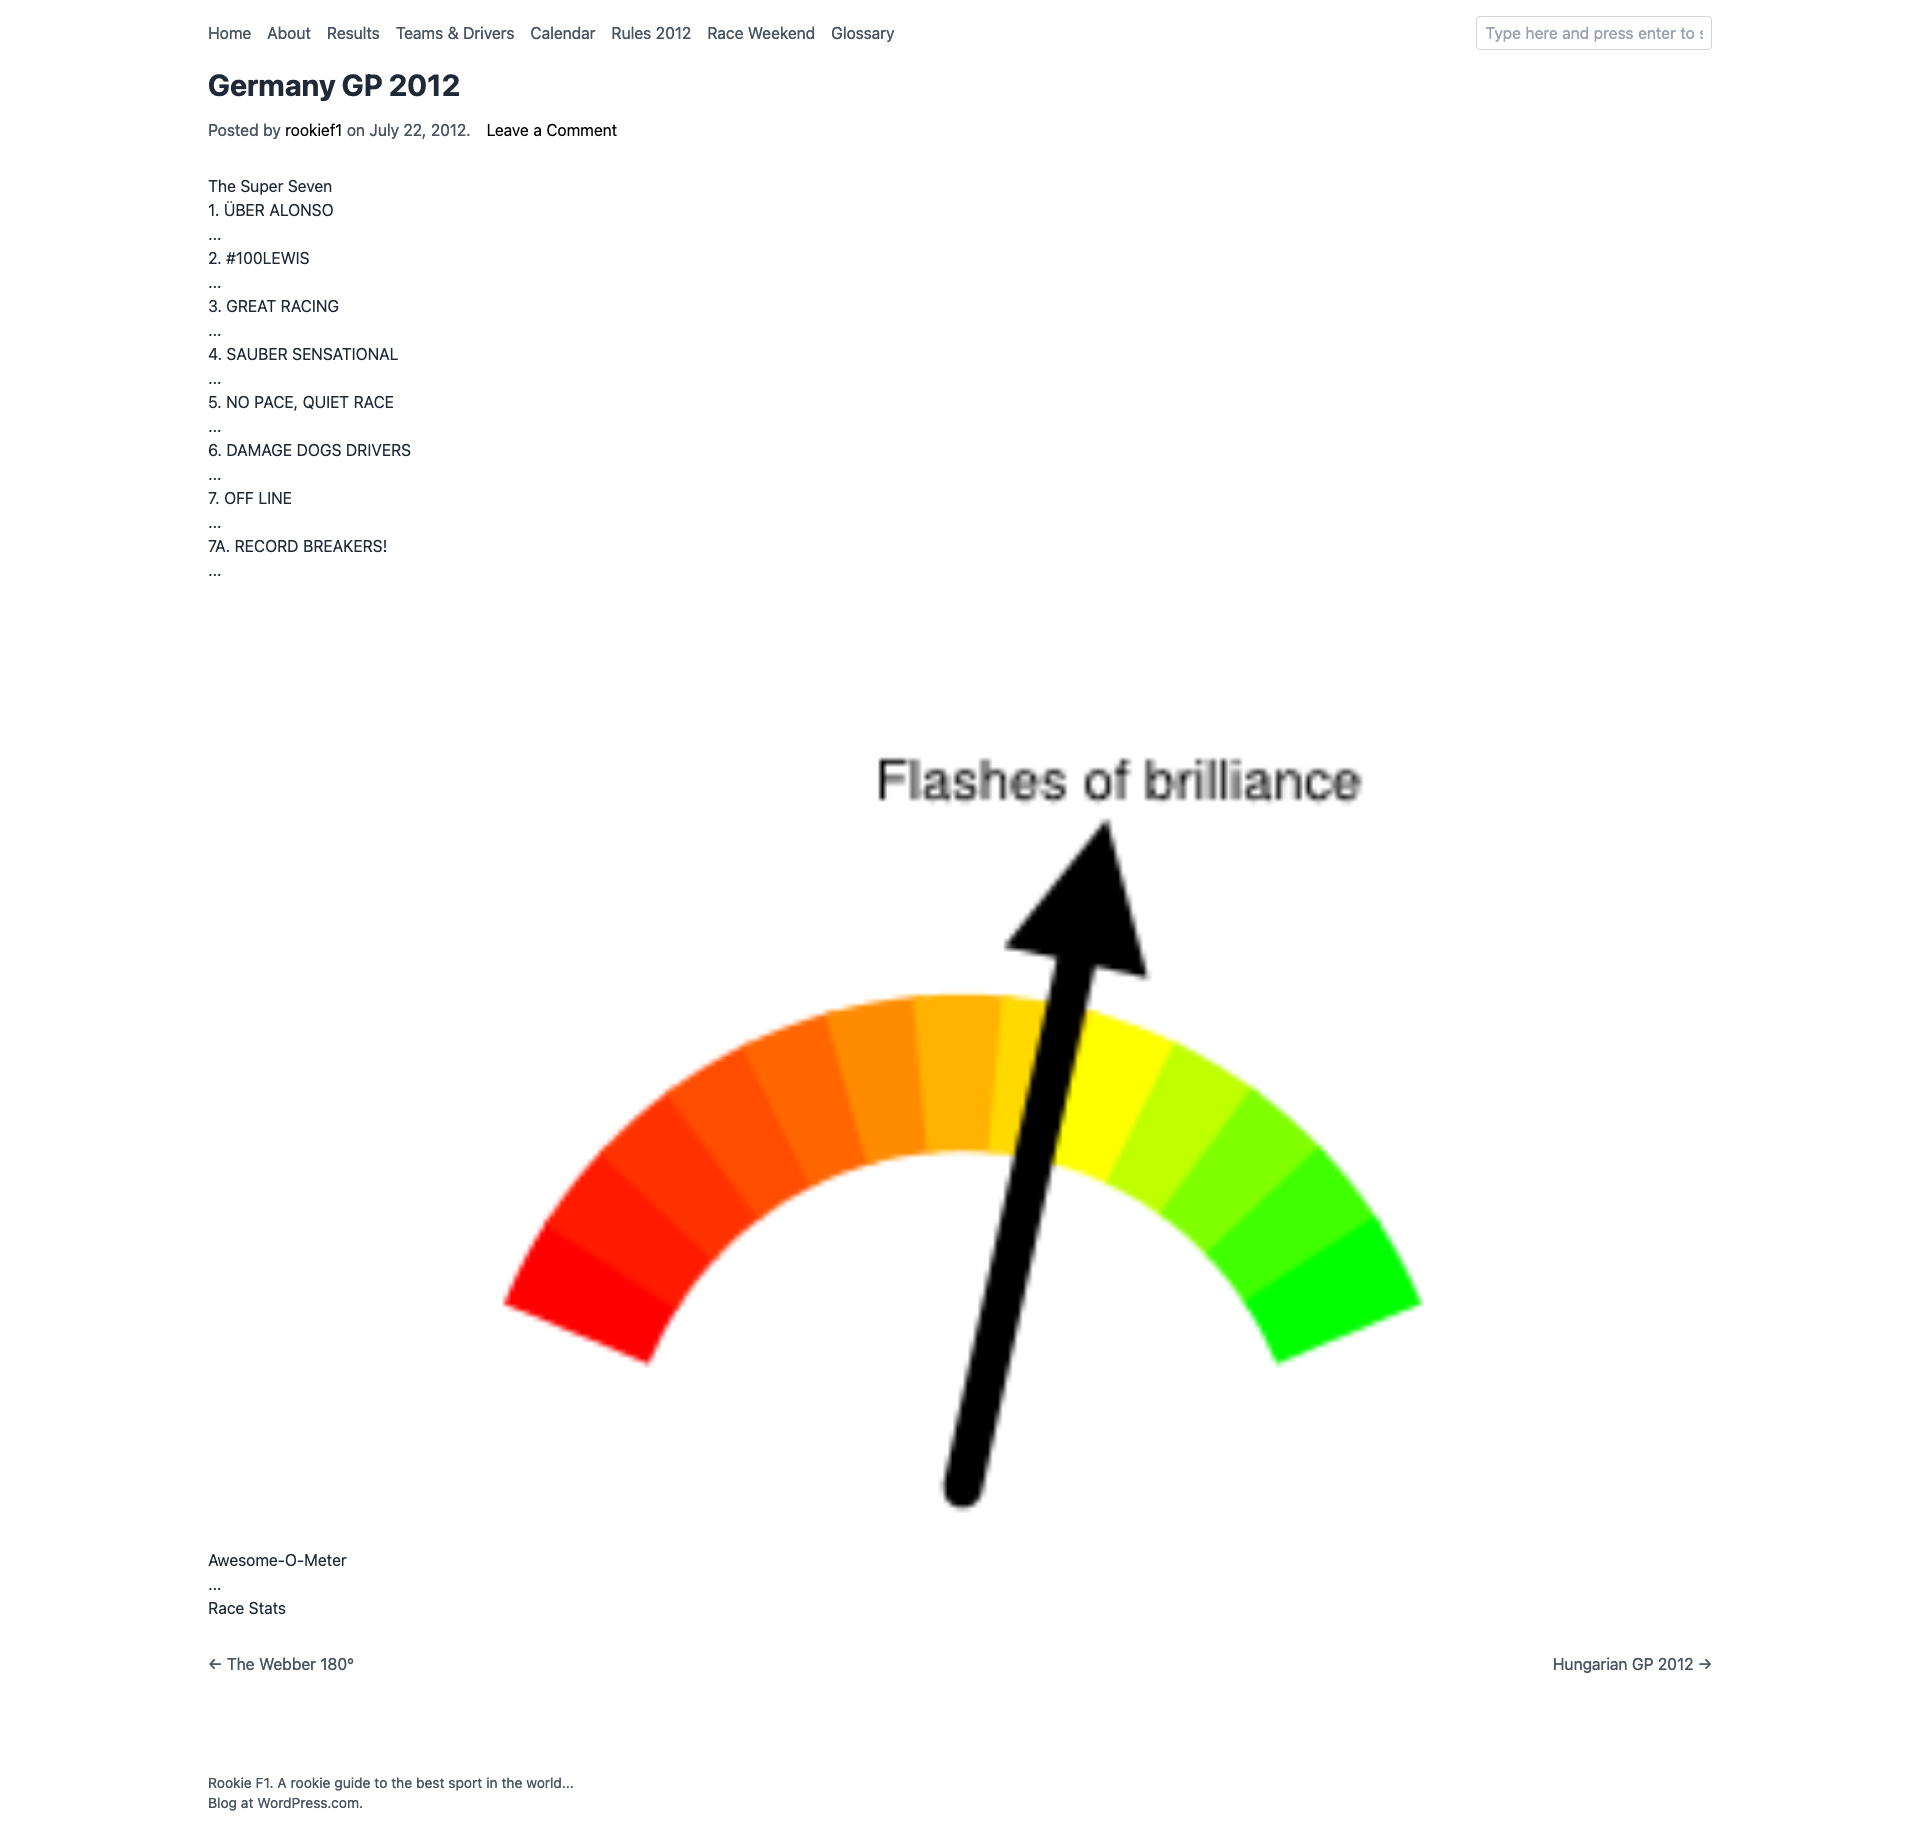 Home About Results Teams & Drivers Calendar Rules 2012 Race Weekend Glossary Type here and press enter to s
Germany GP 2012
Posted by rookief1 on July 22, 2012. Leave a Comment
The Super Seven
1. ÜBER ALONSO
...
2. #100LEWIS
...
3. GREAT RACING
...
4. SAUBER SENSATIONAL
...
5. NO PACE, QUIET RACE
...
6. DAMAGE DOGS DRIVERS
...
7. OFF LINE
...
7A. RECORD BREAKERS!
...
Flashes of brilliance
Awesome-O-Meter
...
Race Stats
← The Webber 180° Hungarian GP 2012 →
Rookie F1. A rookie guide to the best sport in the world...
Blog at WordPress.com.